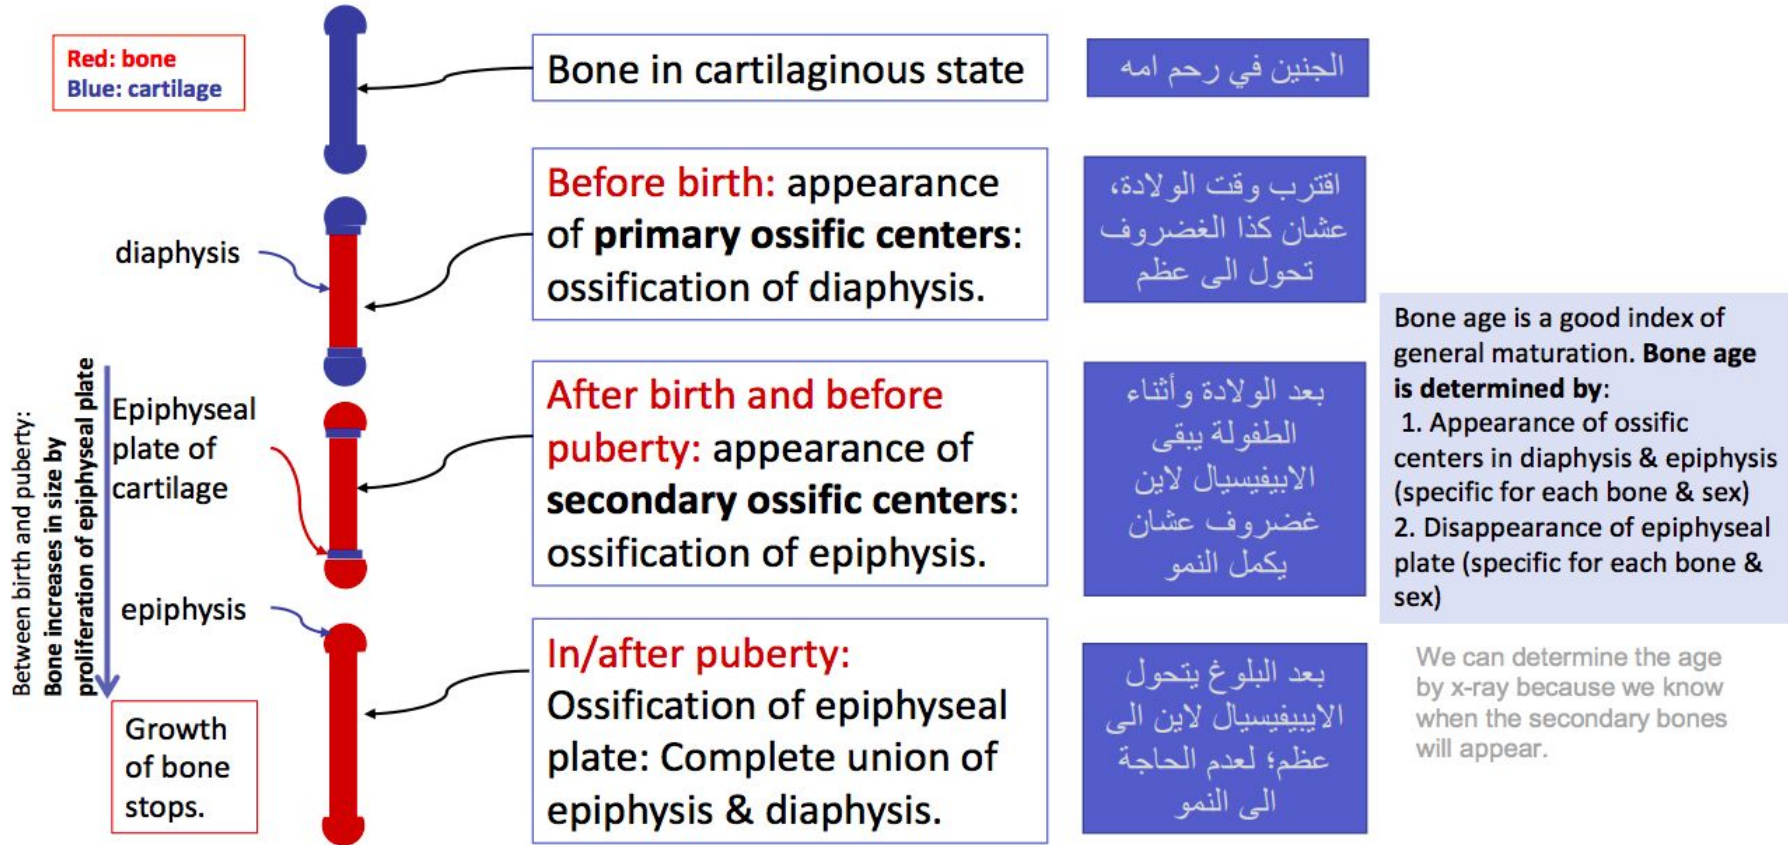 Red: bone
Blue: cartilage
Bone in cartilaginous state
الجنين في رحم امه
Before birth: appearance
of primary ossific centers:
ossification of diaphysis.
اقترب وقت الولادة،
عشان كذا الغضروف
تحول الى عظم
diaphysis
Between birth and puberty:
Bone increases in size by
proliferation of epiphyseal plate
Epiphyseal
plate of
cartilage
After birth and before
puberty: appearance of
secondary ossific centers:
ossification of epiphysis.
بعد الولادة وأثناء
الطفولة يبقى
الابيفيسيال لاين
غضروف عشان
يكمل النمو
Bone age is a good index of
general maturation. Bone age
is determined by:
1. Appearance of ossific
centers in diaphysis & epiphysis
(specific for each bone & sex)
2. Disappearance of epiphyseal
plate (specific for each bone &
sex)
epiphysis
In/after puberty:
Ossification of epiphyseal
plate: Complete union of
epiphysis & diaphysis.
بعد البلوغ يتحول
الايبيفيسيال لاين الى
عظم؛ لعدم الحاجة
الى النمو
We can determine the age
by x-ray because we know
when the secondary bones
will appear.
Growth
of bone
stops.